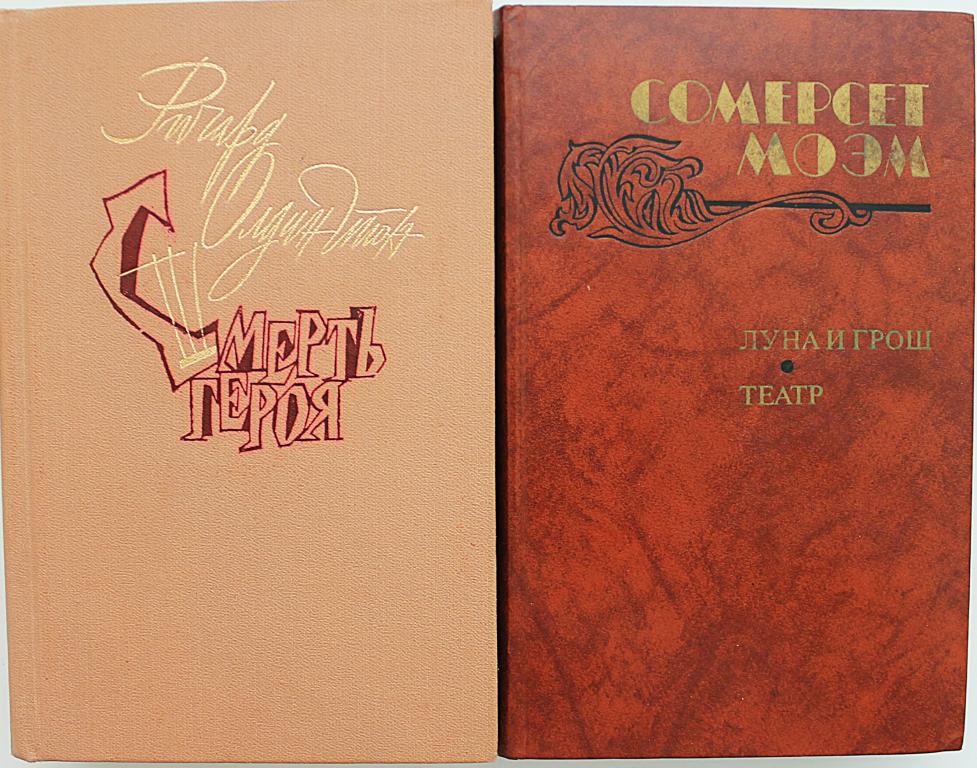 Ричард
Олдингтон
СМЕРТЬ
ГЕРОЯ
СОМЕРСЕТ
МОЭМ
ЛУНА И ГРОШ
ТЕАТР